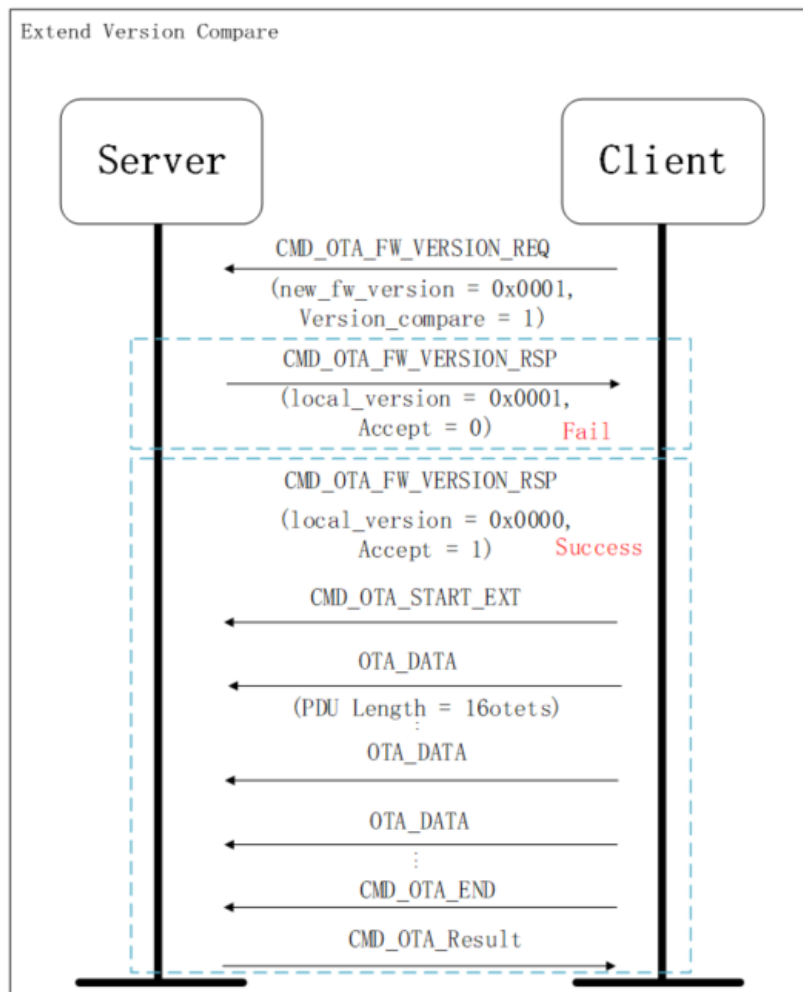 Extend Version Compare
Server
Client
CMD_OTA_FW_VERSION_REQ
(new_fw_version = 0x0001,
Version_compare = 1)
CMD_OTA_FW_VERSION_RSP
(local_version = 0x0001,
Accept = 0)
Fail
CMD_OTA_FW_VERSION_RSP
(local_version = 0x0000,
Accept = 1)
Success
CMD_OTA_START_EXT
OTA_DATA
(PDU Length = 16otets)
⋮
OTA_DATA
OTA_DATA
⋮
CMD_OTA_END
CMD_OTA_Result